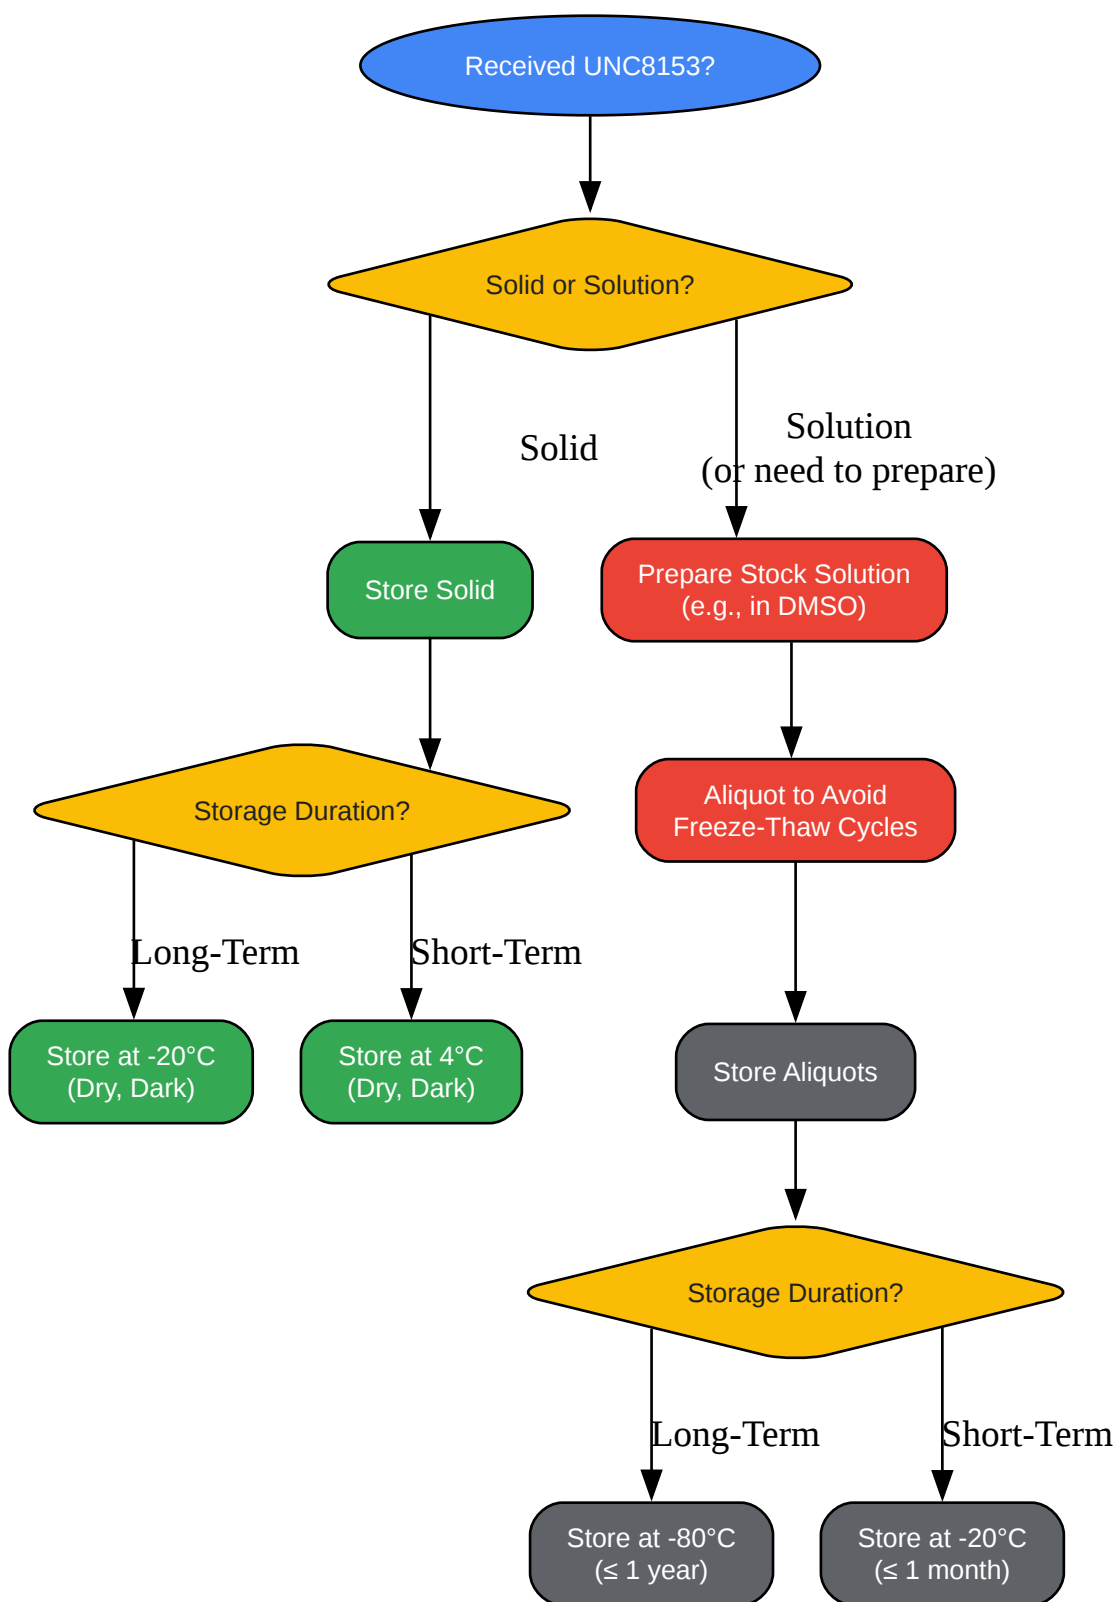 Received UNC8153?
Solid or Solution?
Solid
Solution
(or need to prepare)
Store Solid
Prepare Stock Solution
(e.g., in DMSO)
Storage Duration?
Aliquot to Avoid
Freeze-Thaw Cycles
Long-Term
Short-Term
Store at -20°C
(Dry, Dark)
Store at 4°C
(Dry, Dark)
Store Aliquots
Storage Duration?
Long-Term
Short-Term
Store at -80°C
(≤ 1 year)
Store at -20°C
(≤ 1 month)